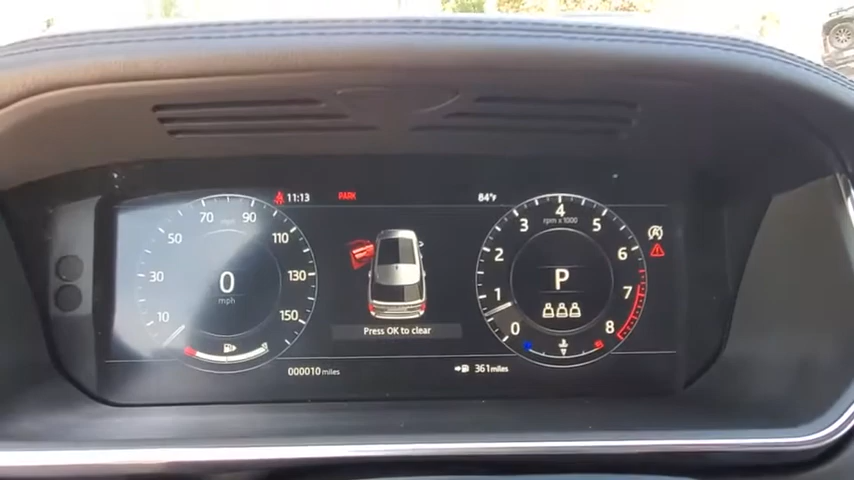 11:13 PARK 84°F
10 30 50 70 90 110 130 150
mph
0
mph
Press OK to clear
0 1 2 3 4 5 6 7 8
rpm x 1000
P
000010 miles 361 miles